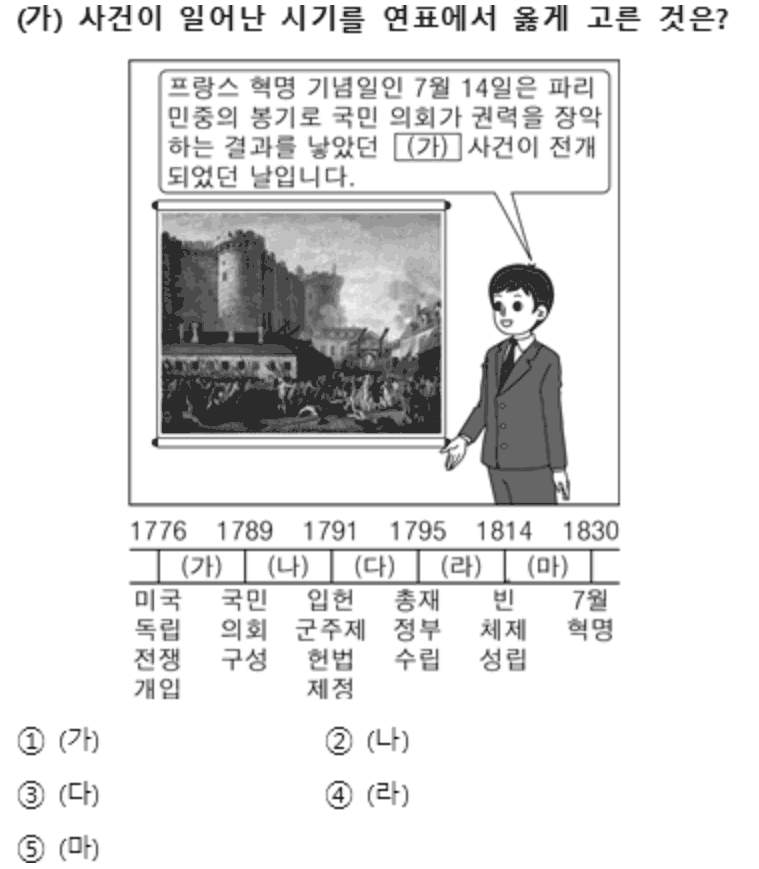 (가) 사건이 일어난 시기를 연표에서 옳게 고른 것은?
프랑스 혁명 기념일인 7월 14일은 파리
민중의 봉기로 국민 의회가 권력을 장악
하는 결과를 낳았던 (가) 사건이 전개
되었던 날입니다.
1776 1789 1791 1795 1814 1830
(가) (나) (다) (라) (마)
미국 국민 입헌 총재 빈 7월
독립 의회 군주제 정부 체제 혁명
전쟁 구성 헌법 수립 성립
개입 제정
① (가) ② (나)
③ (다) ④ (라)
⑤ (마)